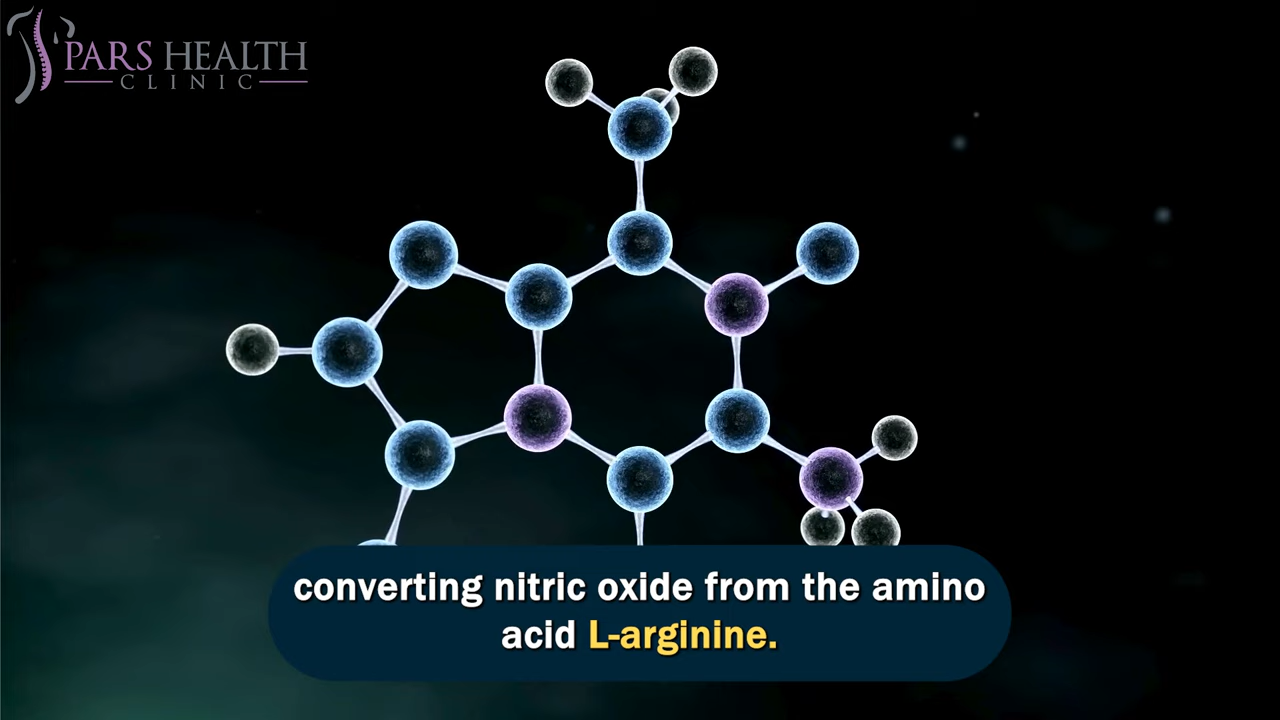 PARS HEALTH
CLINIC
converting nitric oxide from the amino
acid L-arginine.